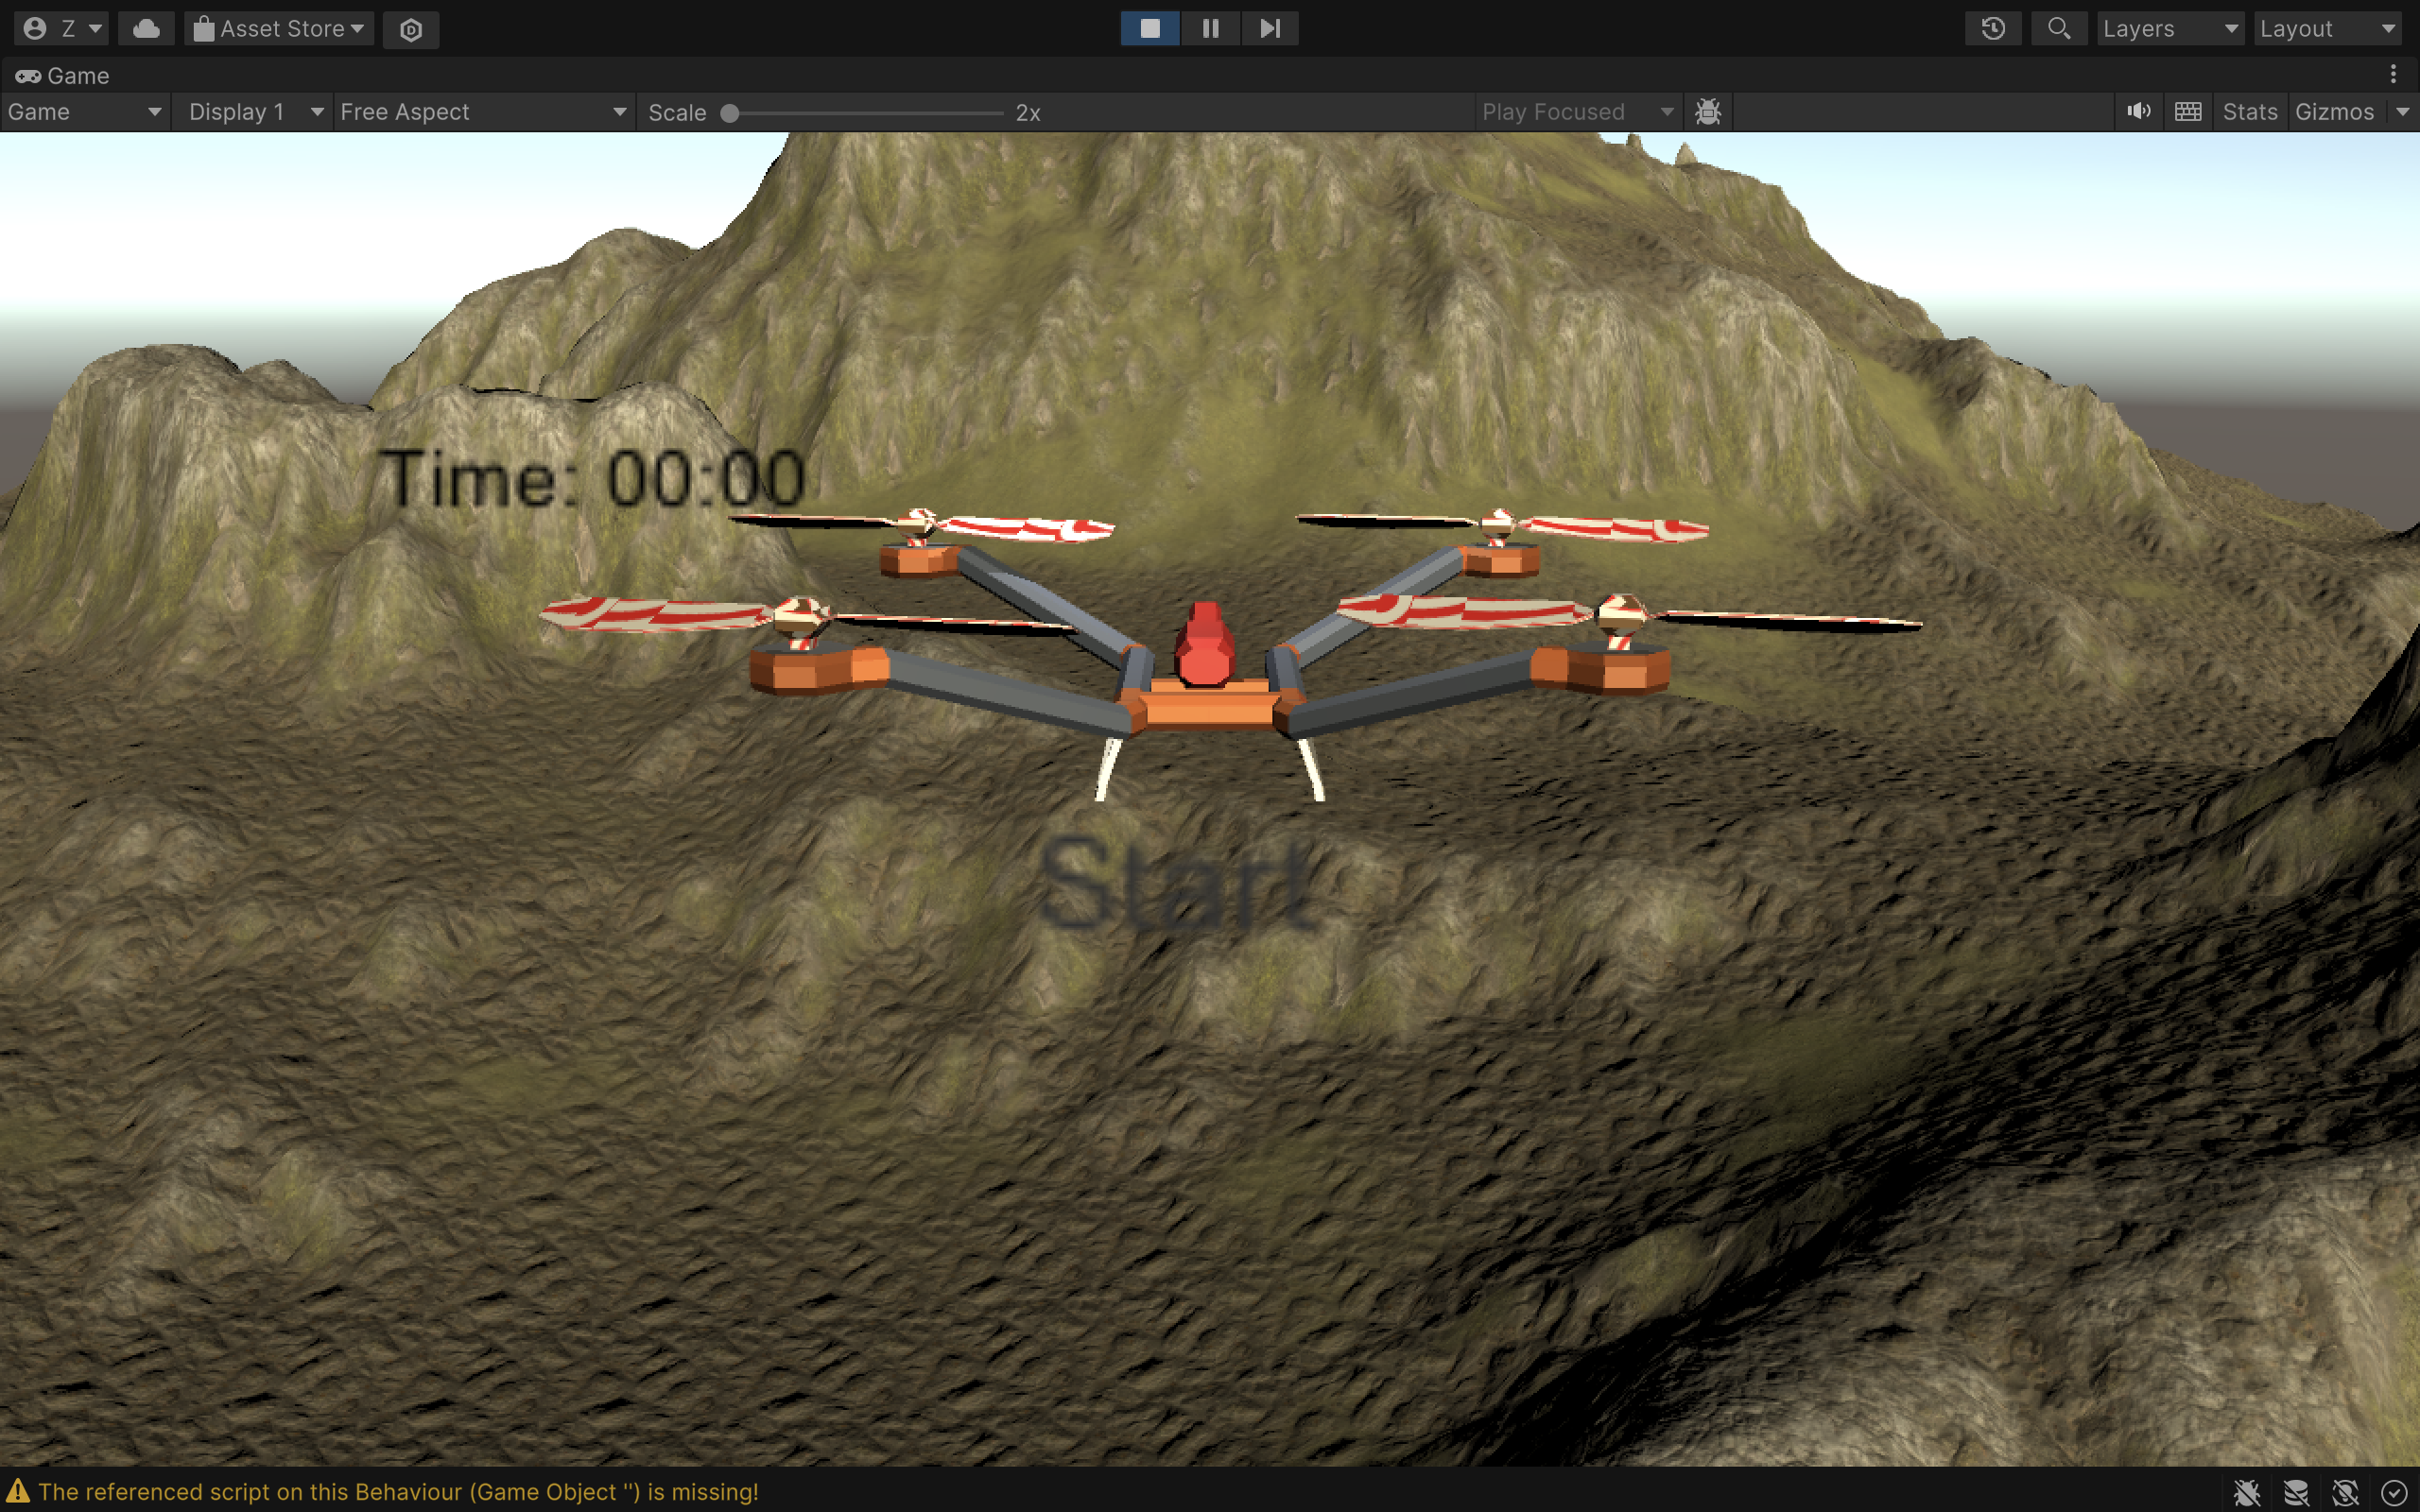 Z Asset Store Layers Layout
Game
Game Display 1 Free Aspect Scale 2x Play Focused Stats Gizmos
Time: 00:00
Start
The referenced script on this Behaviour (Game Object '') is missing!